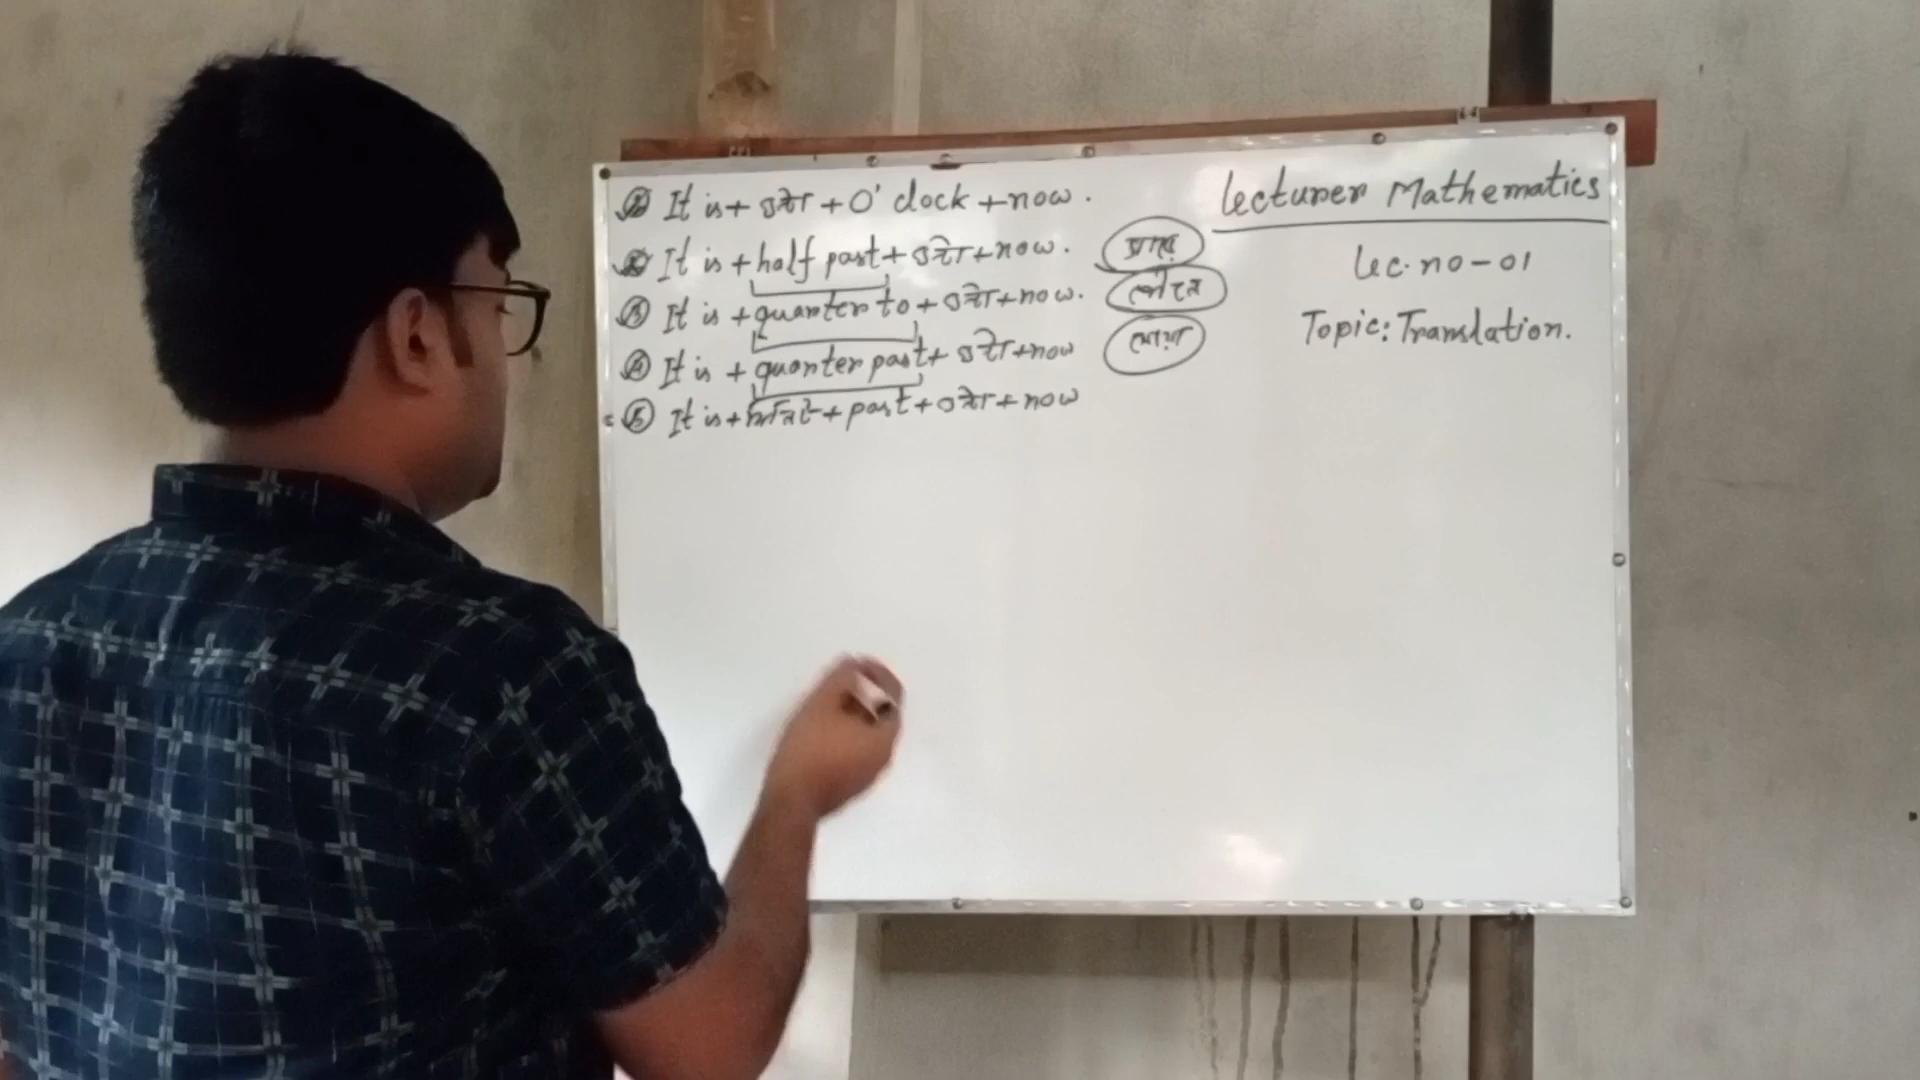 ① It is + ঘন্টা + O' clock + now.
② It is + half past + ঘন্টা + now. সাড়ে
③ It is + quarter to + ঘন্টা + now. পৌনে
④ It is + quarter past + ঘন্টা + now সোয়া
⑤ It is + মিনিট + past + ঘন্টা + now
Lecturer Mathematics
Lec. no - 01
Topic: Translation.